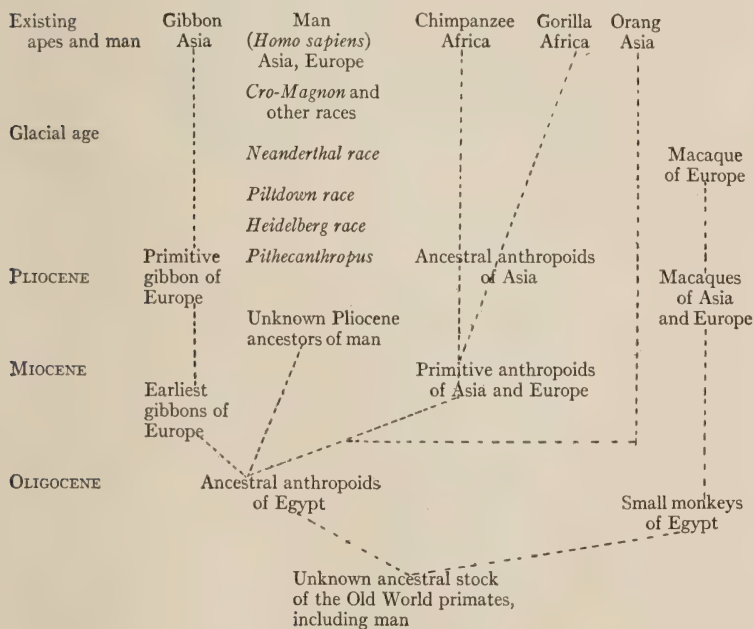 Existing
apes and man
Gibbon
Asia
Man
(Homo sapiens)
Asia, Europe
Chimpanzee
Africa
Gorilla
Africa
Orang
Asia
Cro-Magnon and
other races
Glacial age
Neanderthal race
Macaque
of Europe
Piltdown race
Heidelberg race
Pithecanthropus
PLIOCENE
Primitive
gibbon of
Europe
Ancestral anthropoids
of Asia
Macaques
of Asia
and Europe
Unknown Pliocene
ancestors of man
MIOCENE
Earliest
gibbons of
Europe
Primitive anthropoids
of Asia and Europe
OLIGOCENE
Ancestral anthropoids
of Egypt
Small monkeys
of Egypt
Unknown ancestral stock
of the Old World primates,
including man